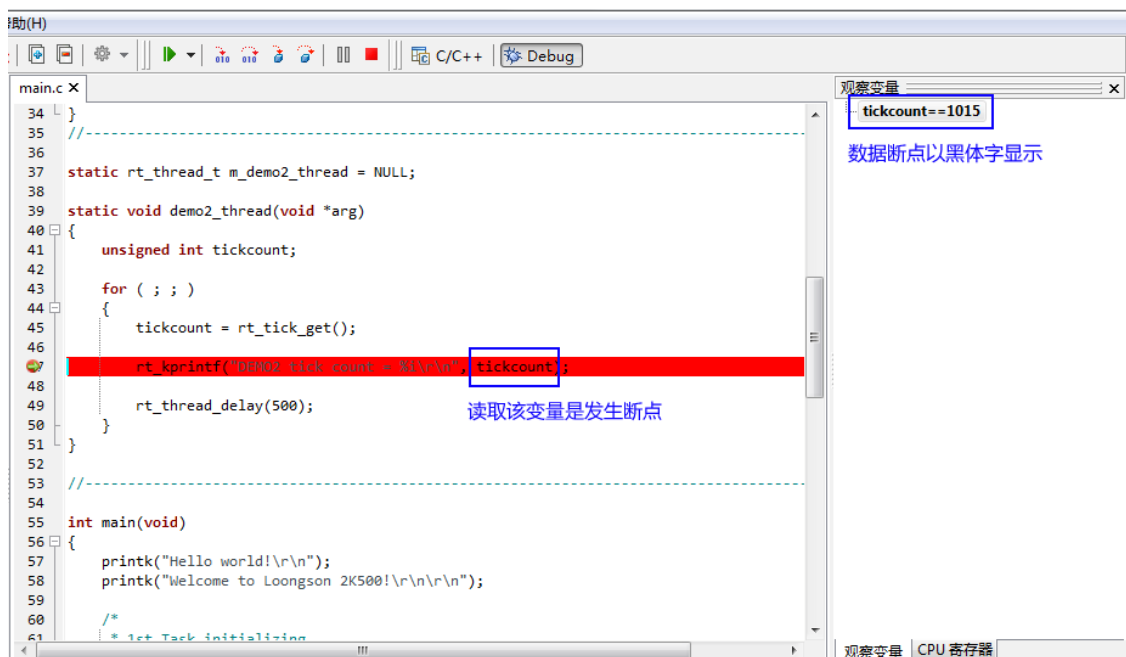 帮助(H)
C/C++ Debug
main.c
观察变量
tickcount==1015
数据断点以黑体字显示
34 }
35 //--------------------------------------------------------------------------------
36
37 static rt_thread_t m_demo2_thread = NULL;
38
39 static void demo2_thread(void *arg)
40 {
41 unsigned int tickcount;
42
43 for ( ; ; )
44 {
45 tickcount = rt_tick_get();
46
7 rt_kprintf("DEMO2 tick count = %i\r\n", tickcount);
48
49 rt_thread_delay(500);
读取该变量是发生断点
50 }
51 }
52
53 //--------------------------------------------------------------------------------
54
55 int main(void)
56 {
57 printk("Hello world!\r\n");
58 printk("Welcome to Loongson 2K500!\r\n\r\n");
59
60 /*
61 * 1st Task initializing
观察变量 CPU 寄存器